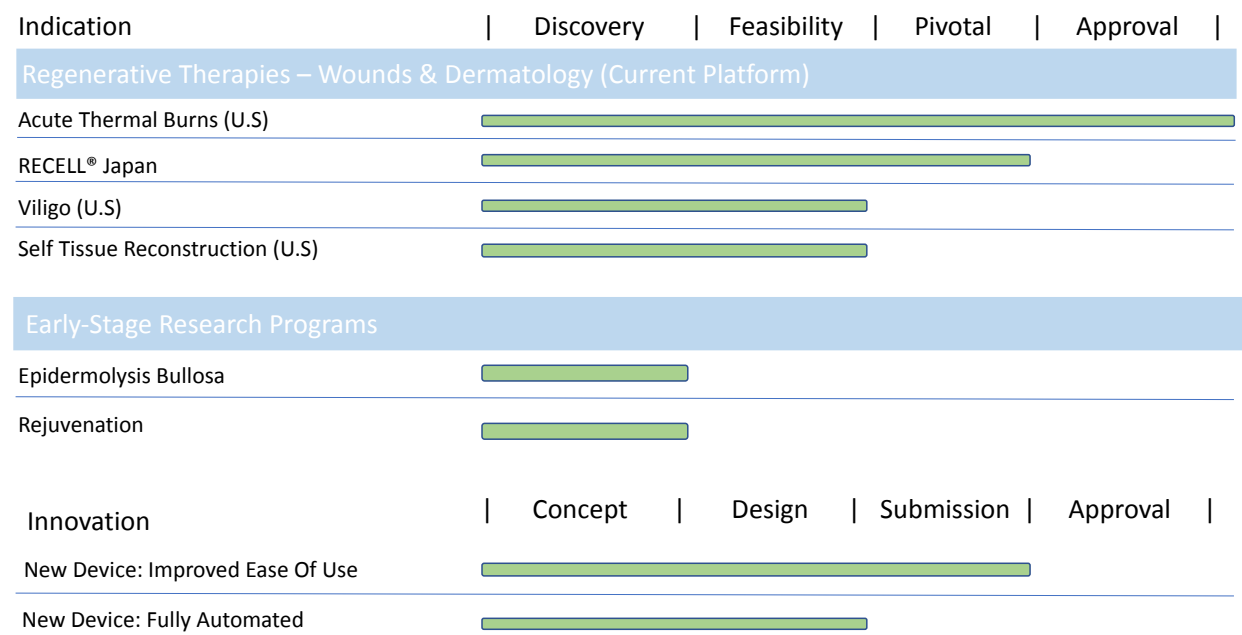 Indication | Discovery | Feasibility | Pivotal | Approval |
Regenerative Therapies – Wounds & Dermatology (Current Platform)
Acute Thermal Burns (U.S)
RECELL® Japan
Viligo (U.S)
Self Tissue Reconstruction (U.S)
Early-Stage Research Programs
Epidermolysis Bullosa
Rejuvenation
Innovation | Concept | Design | Submission | Approval |
New Device: Improved Ease Of Use
New Device: Fully Automated